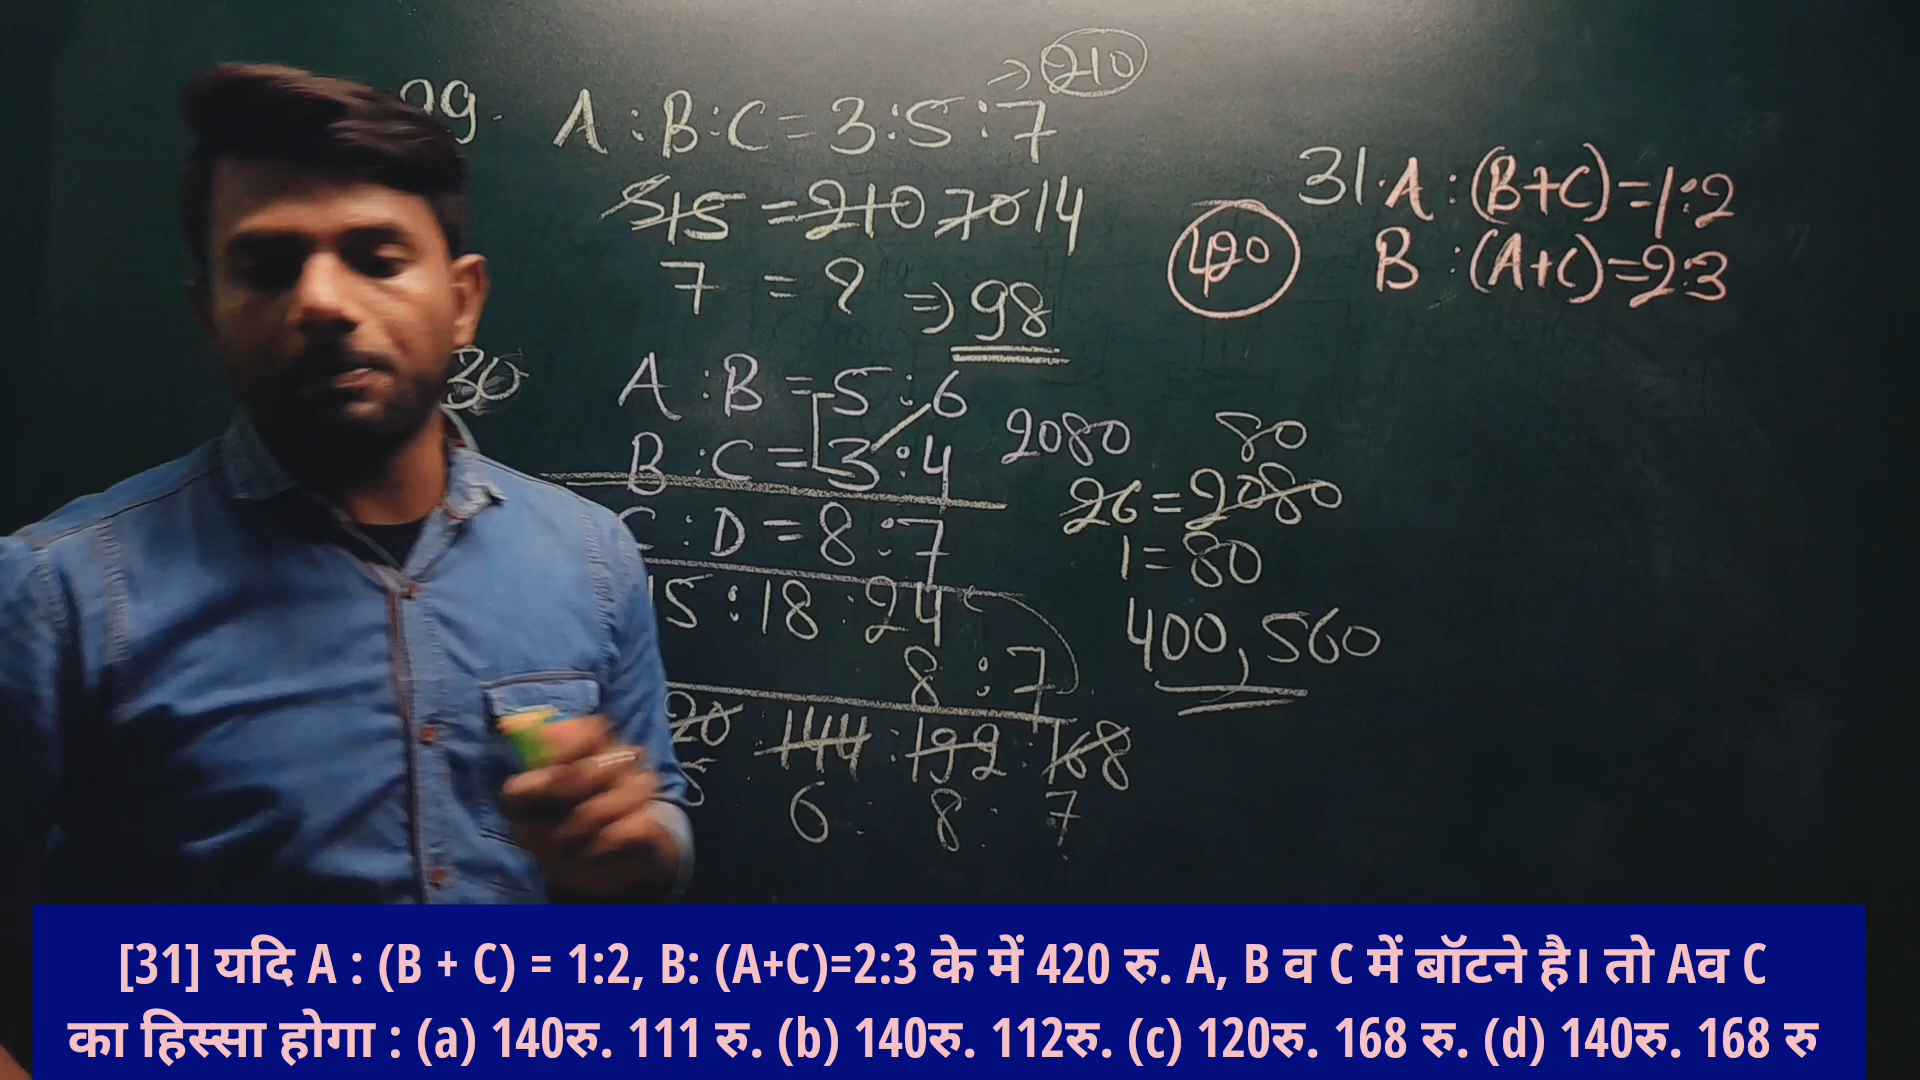 → 210
29. A : B : C = 3 : 5 : 7
515 = 210 70 14
7 = ? ⇒ 98
31. A : (B+C) = 1:2
420 B : (A+C) = 2:3
30 A : B = 5 : 6
B : C = 3 : 4 2080
C : D = 8 : 7
80
26 = 2080
1 = 80
400, 560
15 : 18 : 24
8 : 7
144 : 192 : 168
6 : 8 : 7
[31] यदि A : (B + C) = 1:2, B: (A+C)=2:3 के में 420 रु. A, B व C में बॉटने है। तो Aव C
का हिस्सा होगा : (a) 140रु. 111 रु. (b) 140रु. 112रु. (c) 120रु. 168 रु. (d) 140रु. 168 रु